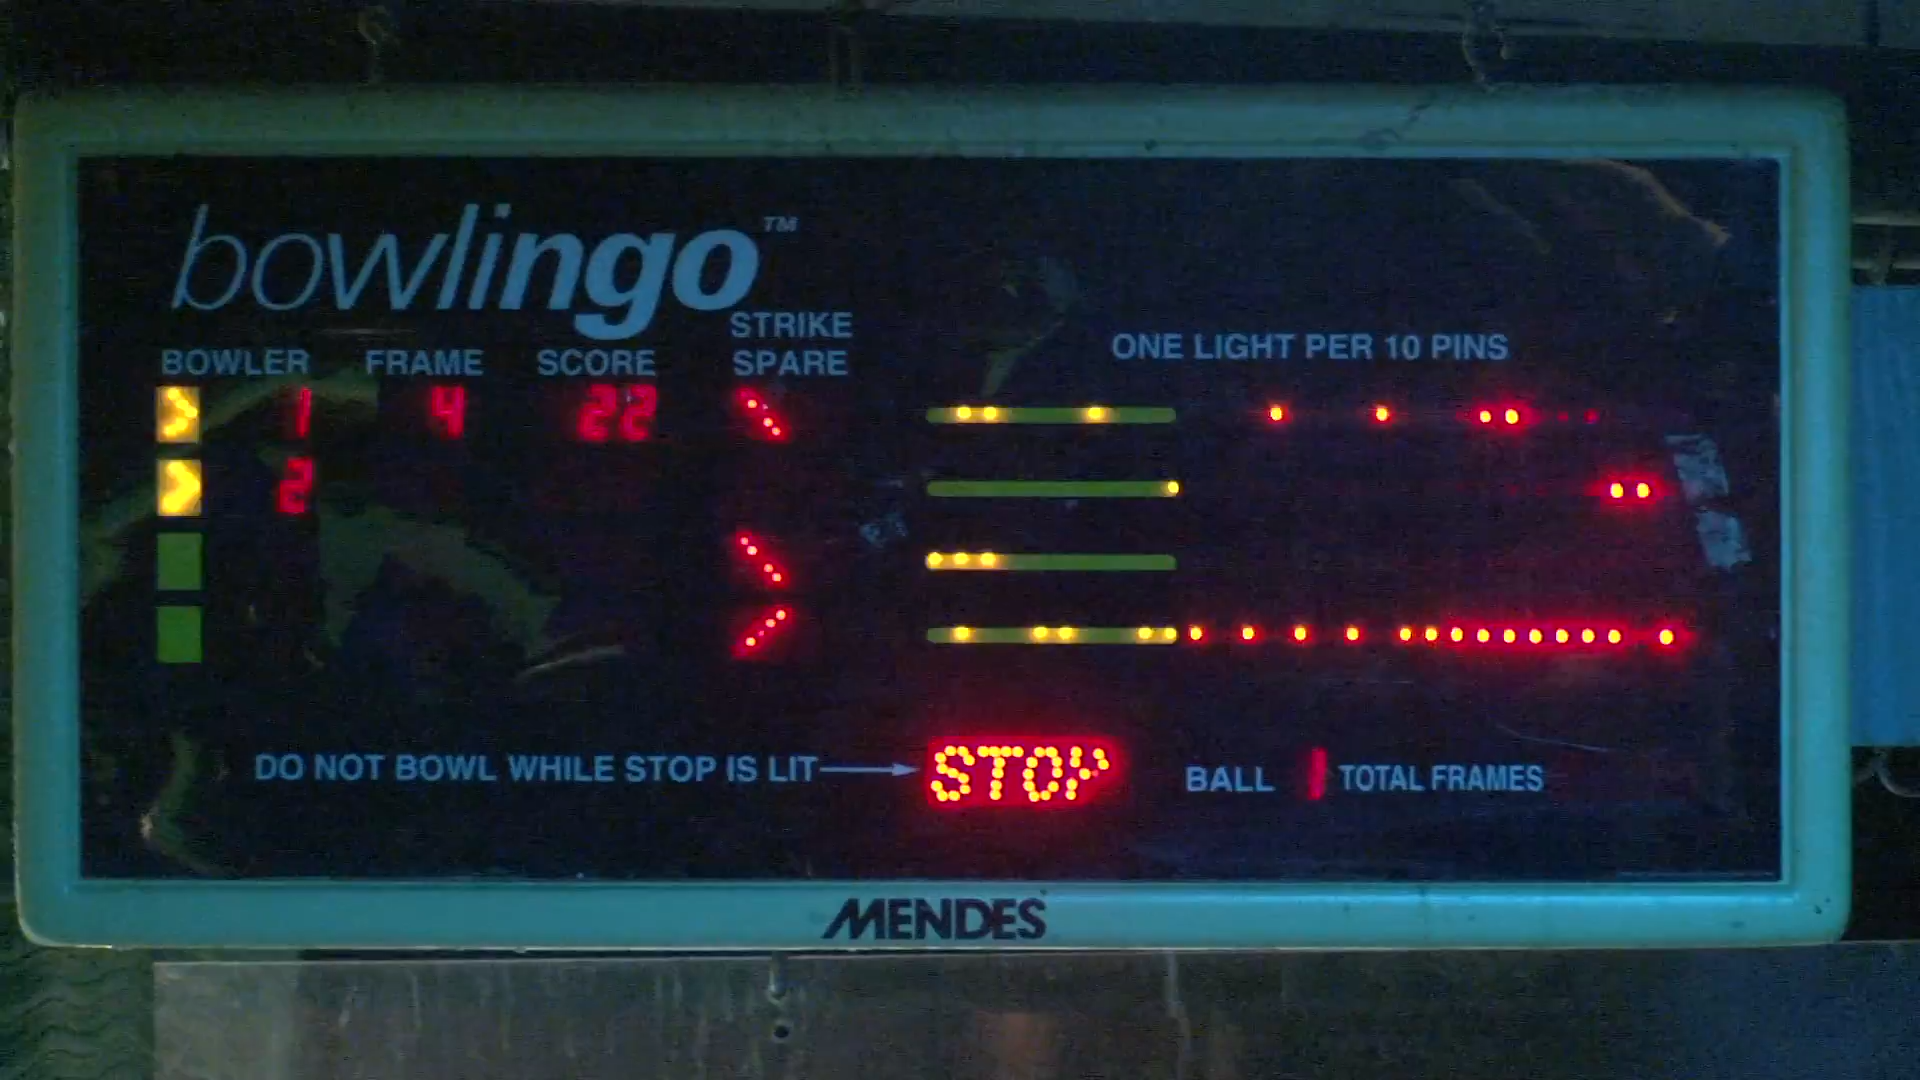 bowlingo™
STRIKE
BOWLER FRAME SCORE SPARE
ONE LIGHT PER 10 PINS
1 4 22
2
DO NOT BOWL WHILE STOP IS LIT
STOP
BALL 1 TOTAL FRAMES
MENDES